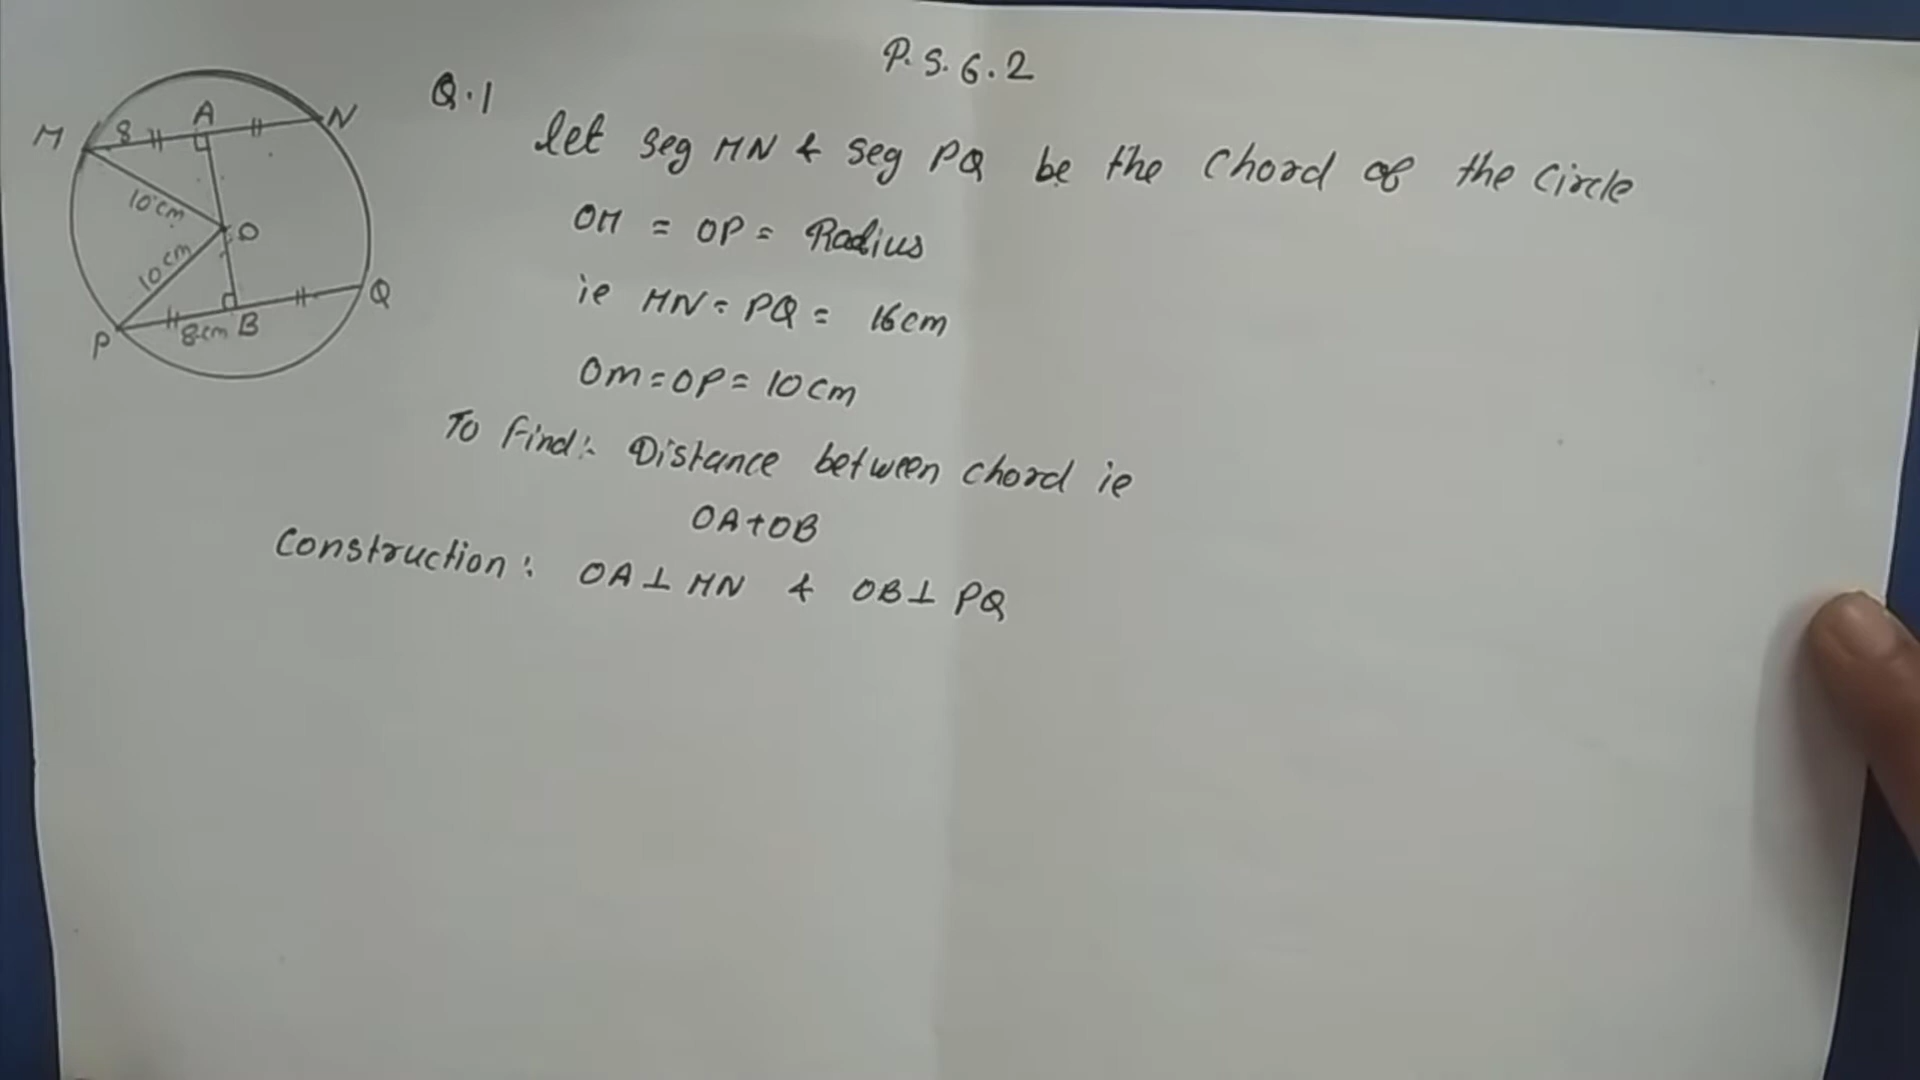 P.S. 6.2
Q.1
let seg MN & seg PQ be the Chord of the Circle
OM = OP = Radius
ie MN = PQ = 16cm
OM = OP = 10cm
To find :- Distance between chord ie
OA + OB
Construction : OA ⊥ MN & OB ⊥ PQ
M 8 A N
10cm
O
10cm
P 8cm B Q